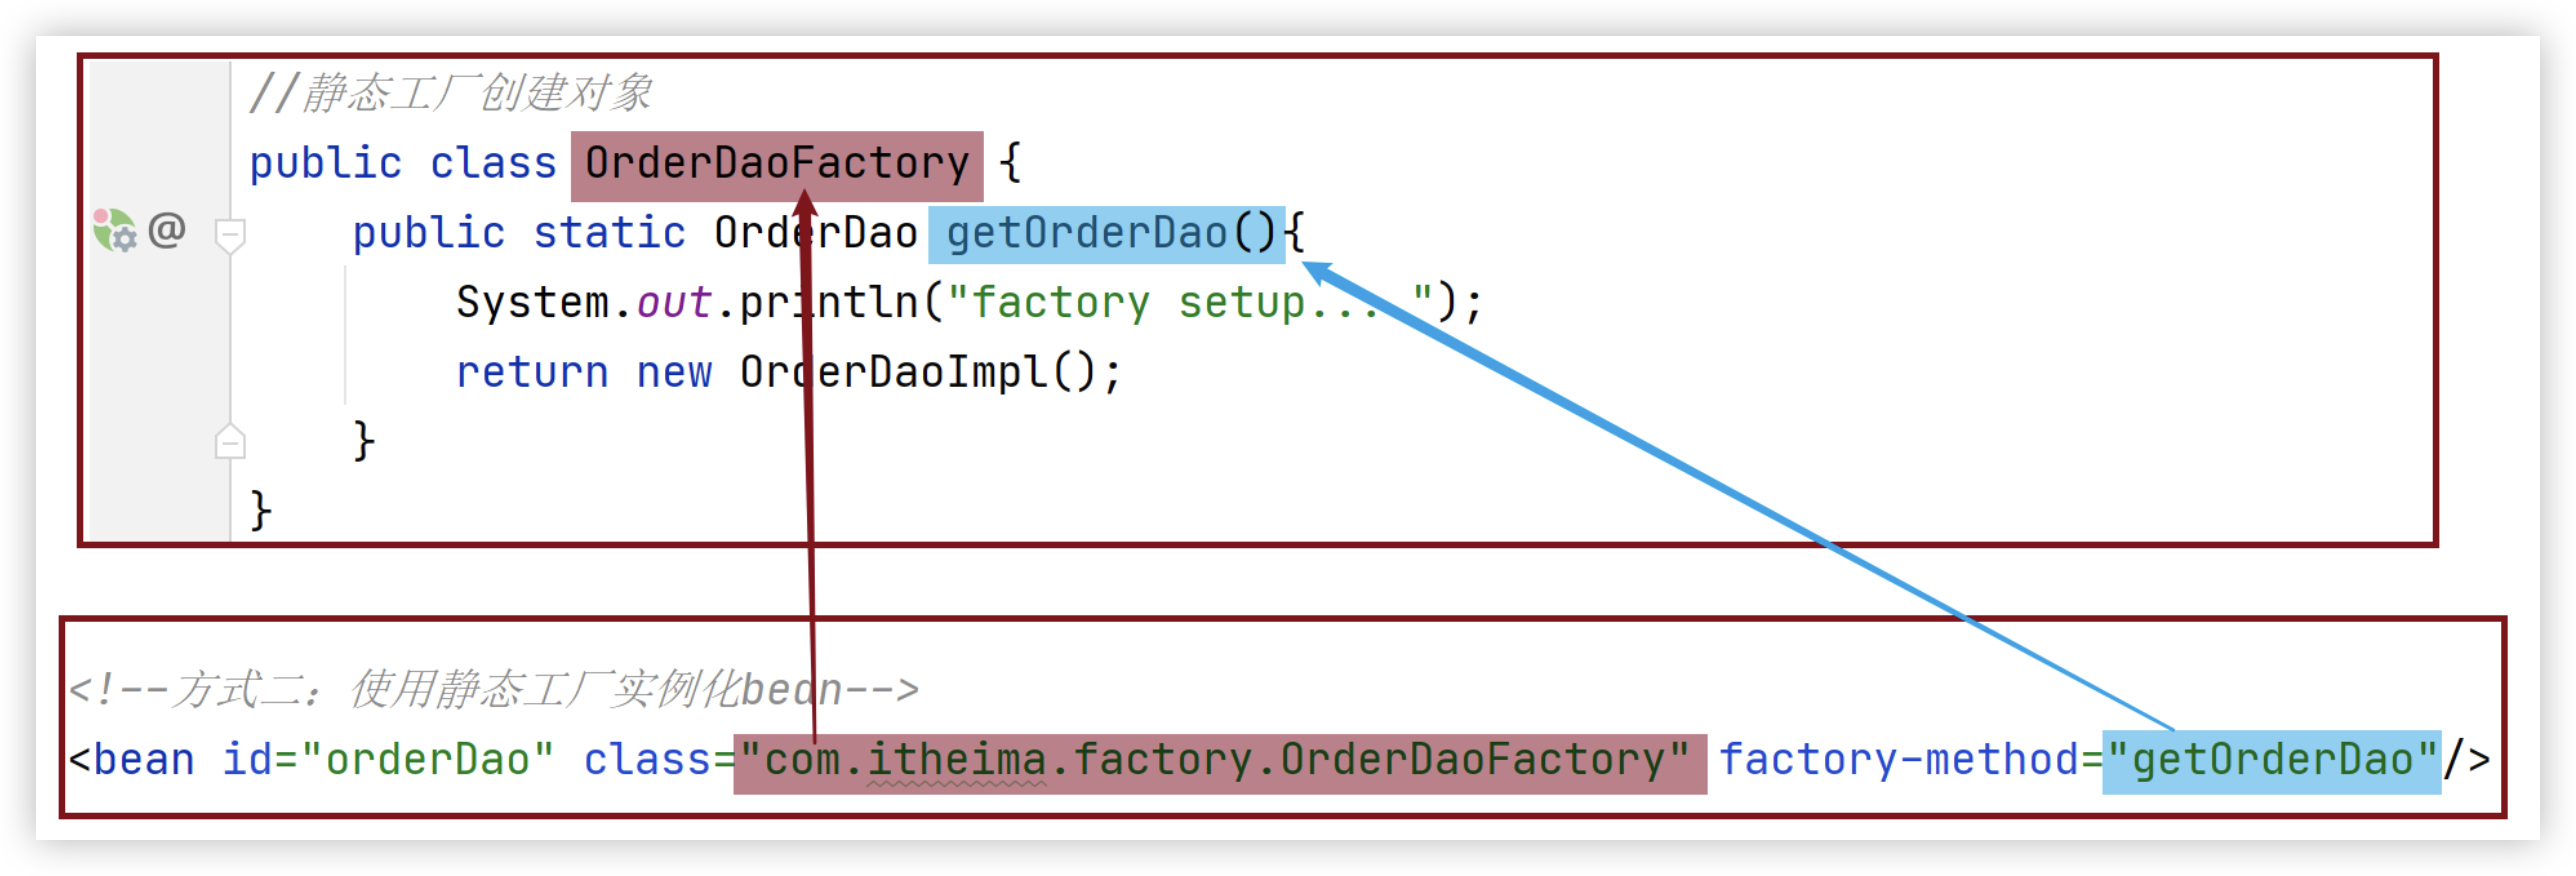 //静态工厂创建对象
public class OrderDaoFactory {
@ public static OrderDao getOrderDao(){
System.out.println("factory setup...");
return new OrderDaoImpl();
}
}
<!--方式二：使用静态工厂实例化bean-->
<bean id="orderDao" class="com.itheima.factory.OrderDaoFactory" factory-method="getOrderDao"/>